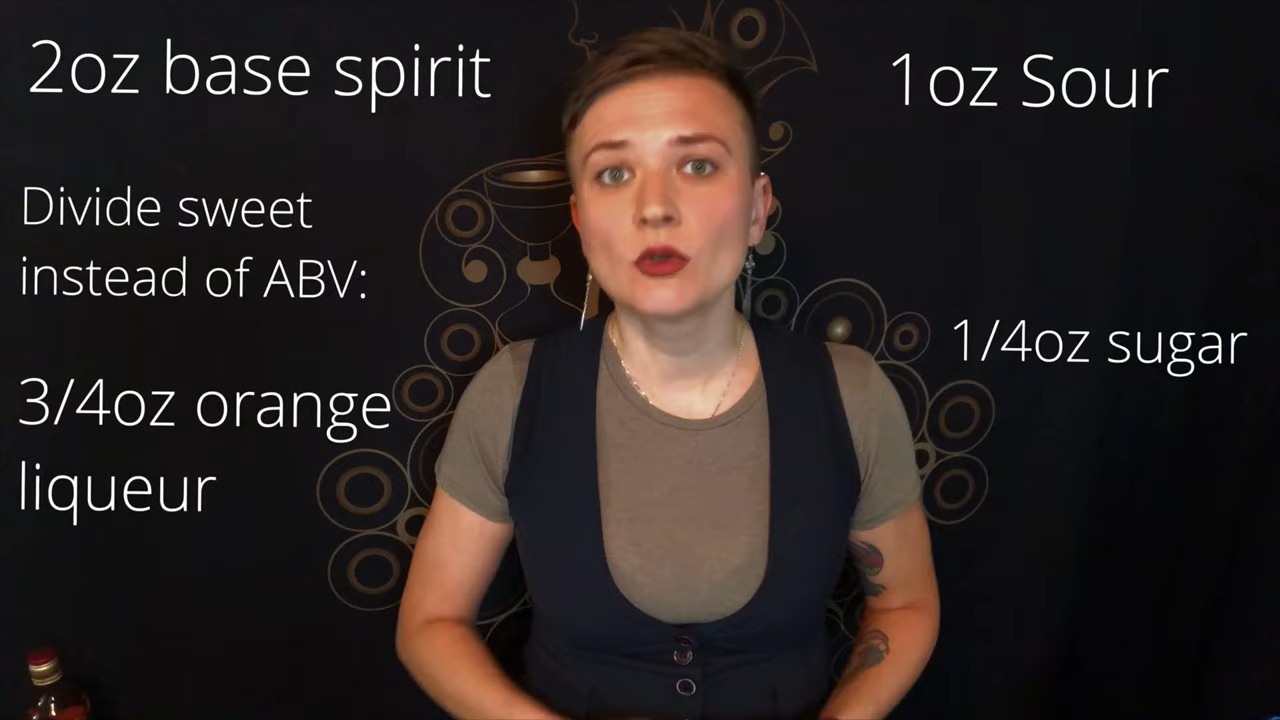 2oz base spirit
1oz Sour
Divide sweet
instead of ABV:
1/4oz sugar
3/4oz orange
liqueur